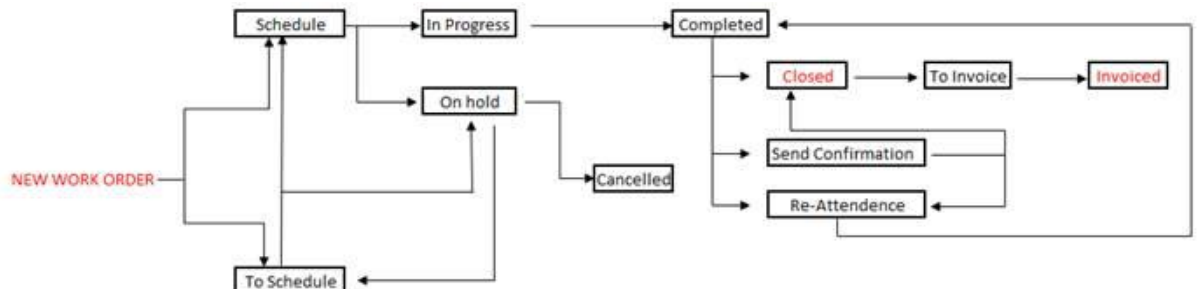 Schedule
In Progress
Completed
Closed
To Invoice
Invoiced
On hold
Send Confirmation
NEW WORK ORDER
Cancelled
Re-Attendence
To Schedule